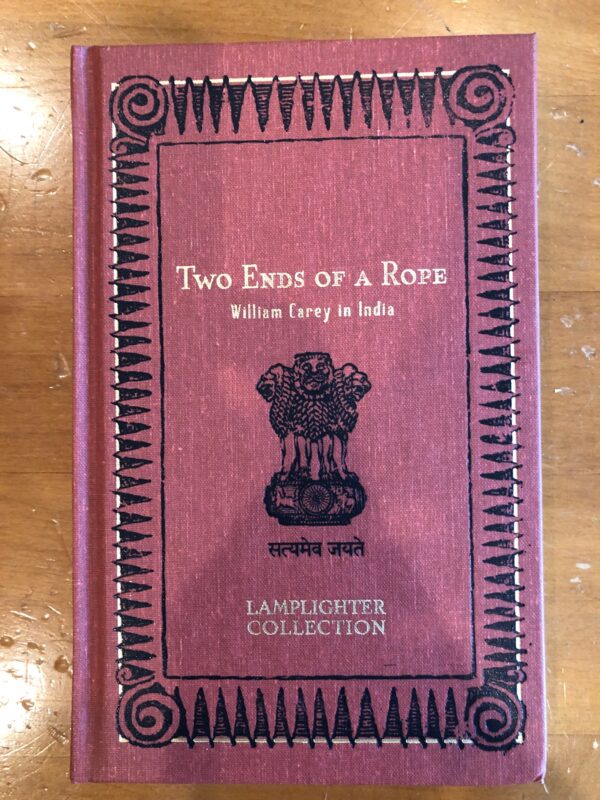 TWO ENDS OF A ROPE
William Carey in India
सत्यमेव जयते
LAMPLIGHTER
COLLECTION